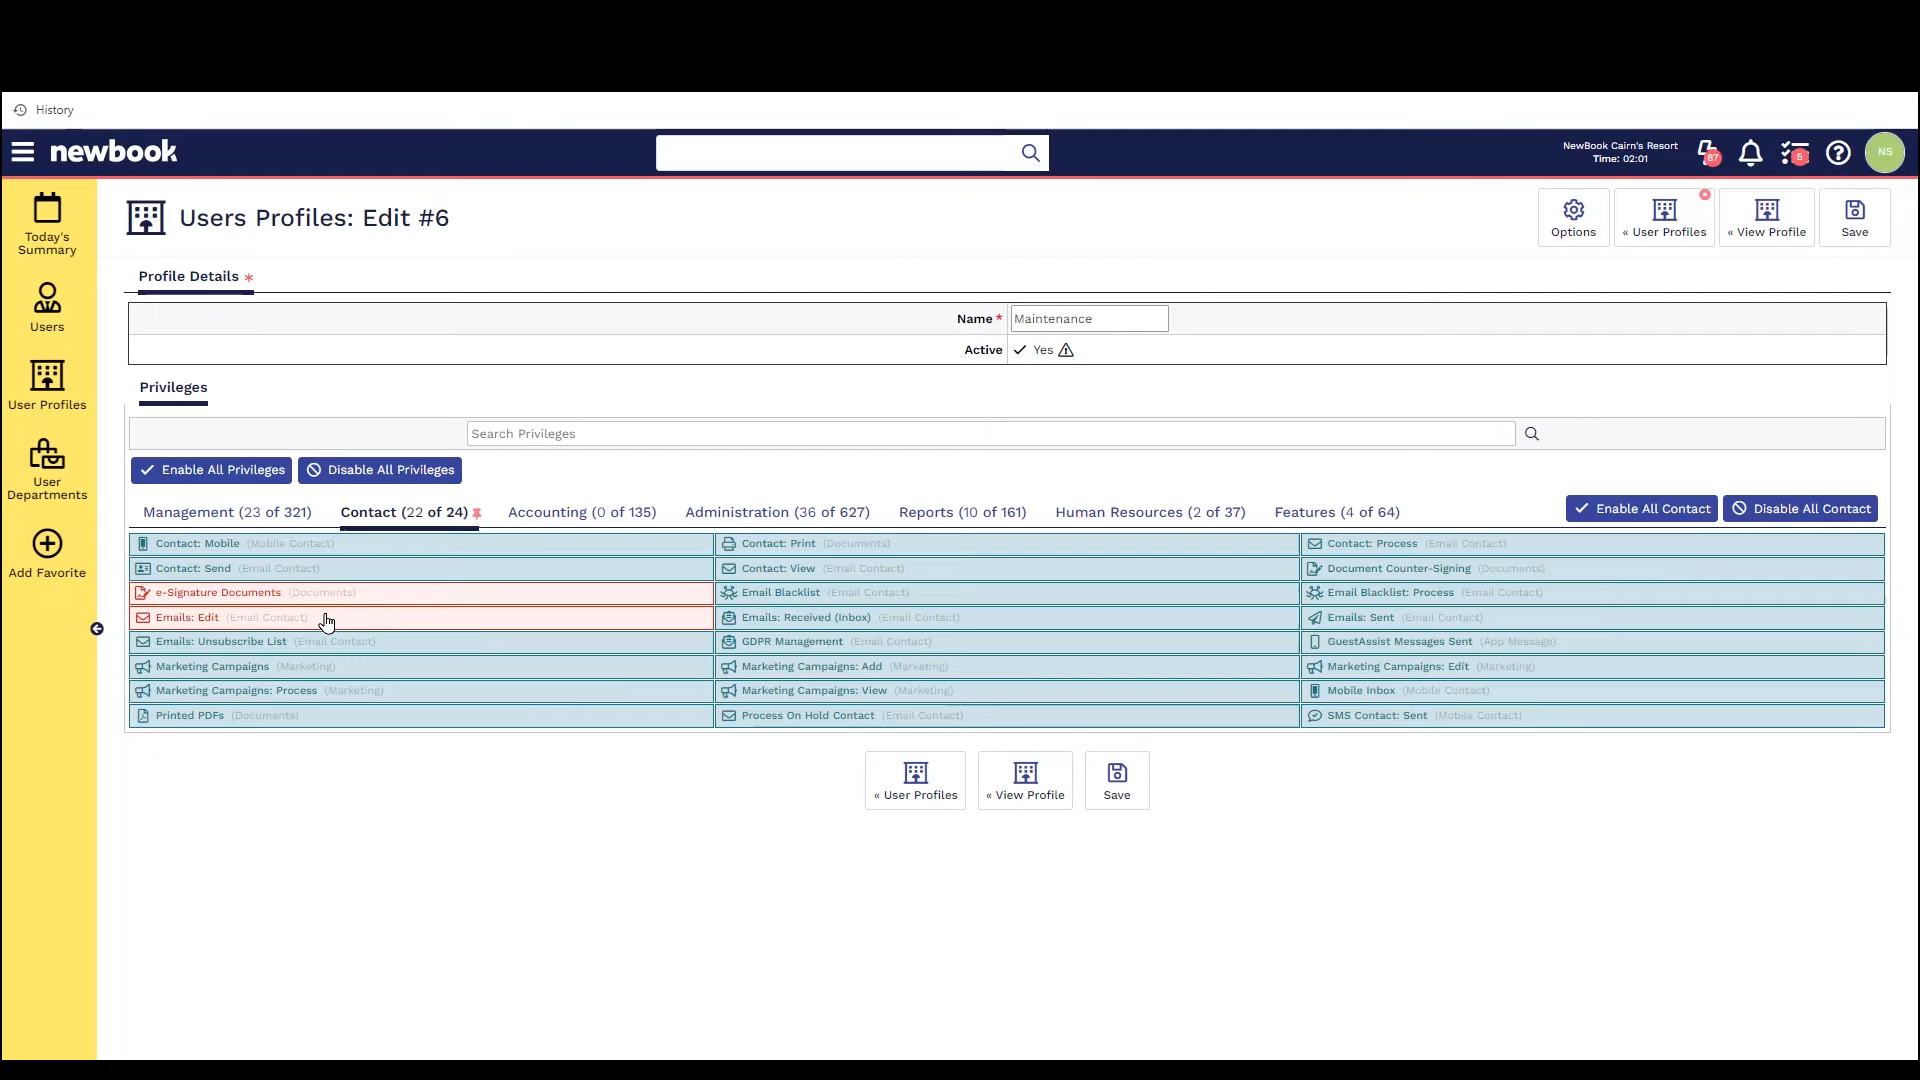 History
newbook
NewBook Cairn's Resort
Time: 02:01
87
5
NS
Today's
Summary
Users
User Profiles
User
Departments
Add Favorite
Users Profiles: Edit #6
Options
« User Profiles
« View Profile
Save
Profile Details *
Name * Maintenance
Active Yes
Privileges
Search Privileges
Enable All Privileges Disable All Privileges
Management (23 of 321) Contact (22 of 24) Accounting (0 of 135) Administration (36 of 627) Reports (10 of 161) Human Resources (2 of 37) Features (4 of 64) Enable All Contact Disable All Contact
Contact: Mobile (Mobile Contact) Contact: Print (Documents) Contact: Process (Email Contact)
Contact: Send (Email Contact) Contact: View (Email Contact) Document Counter-Signing (Documents)
e-Signature Documents (Documents) Email Blacklist (Email Contact) Email Blacklist: Process (Email Contact)
Emails: Edit (Email Contact) Emails: Received (Inbox) (Email Contact) Emails: Sent (Email Contact)
Emails: Unsubscribe List (Email Contact) GDPR Management (Email Contact) GuestAssist Messages Sent (App Message)
Marketing Campaigns (Marketing) Marketing Campaigns: Add (Marketing) Marketing Campaigns: Edit (Marketing)
Marketing Campaigns: Process (Marketing) Marketing Campaigns: View (Marketing) Mobile Inbox (Mobile Contact)
Printed PDFs (Documents) Process On Hold Contact (Email Contact) SMS Contact: Sent (Mobile Contact)
« User Profiles « View Profile Save